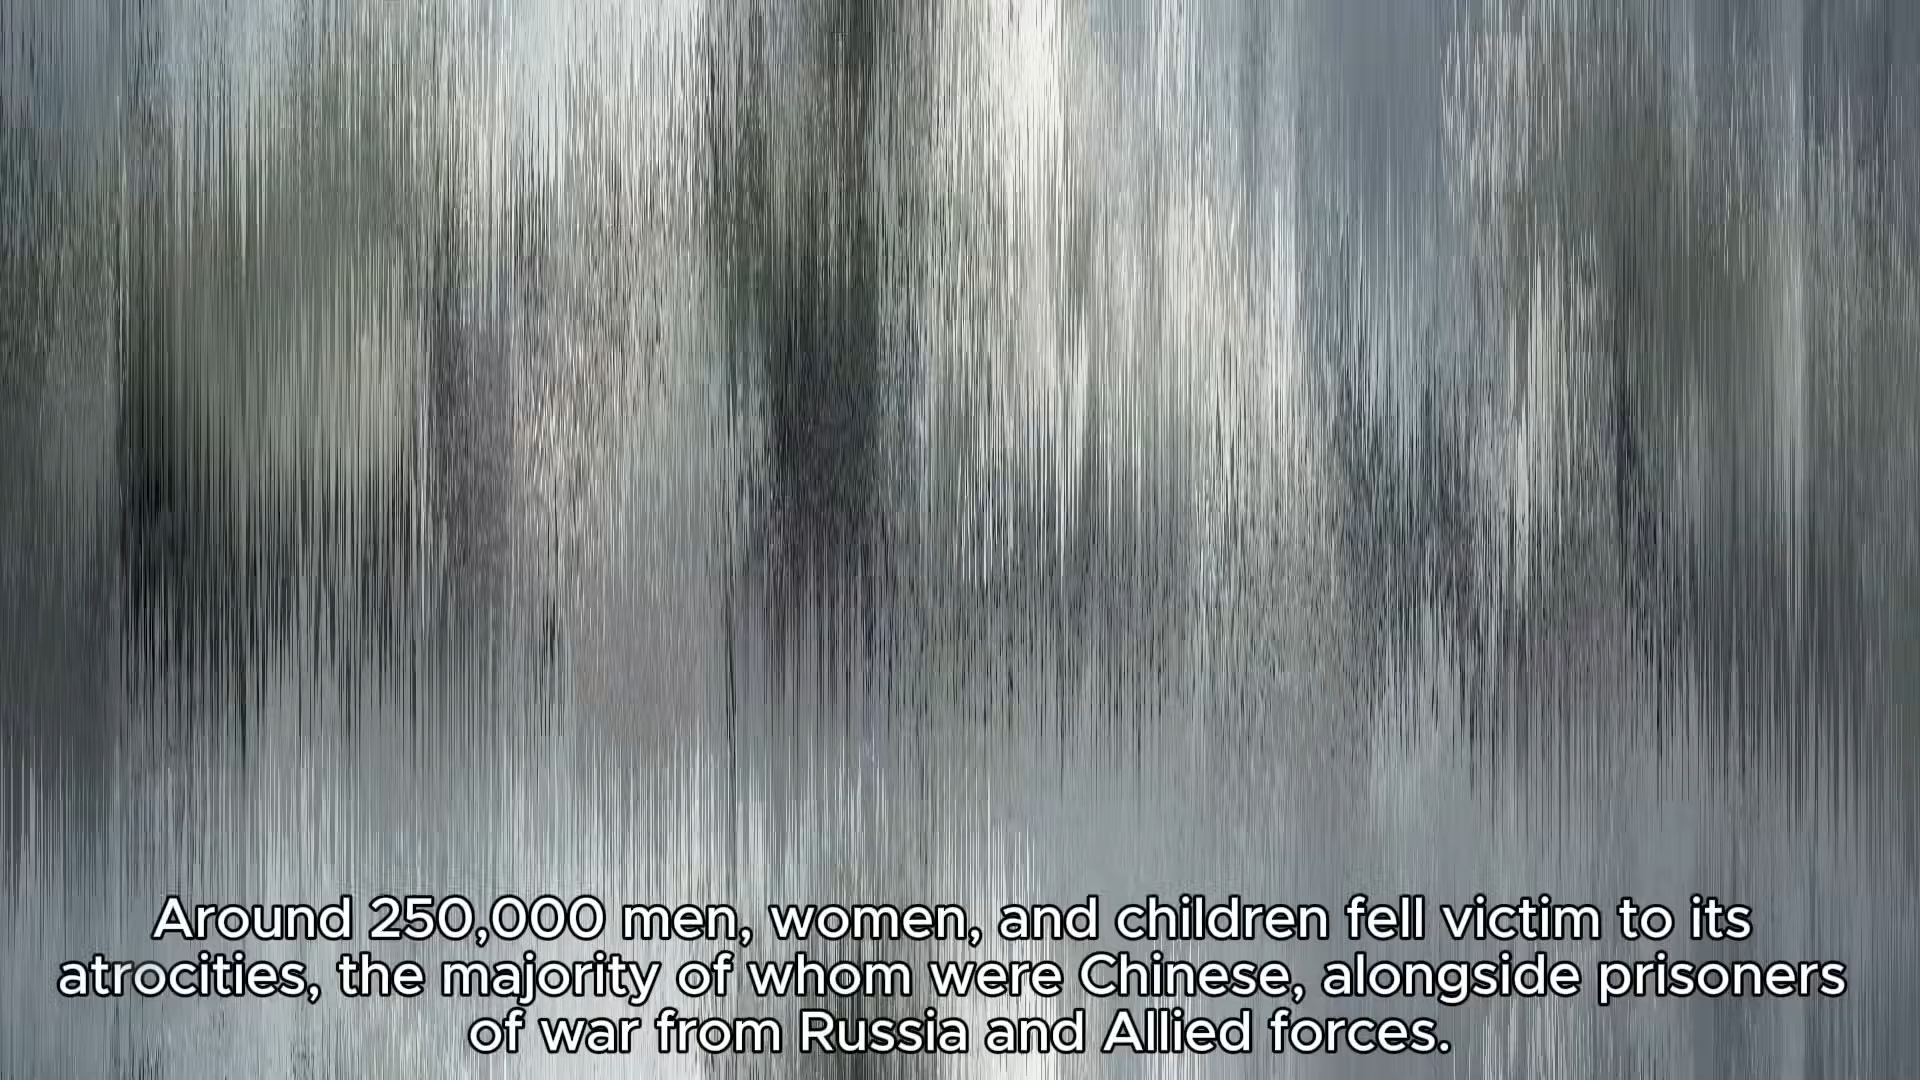 Around 250,000 men, women, and children fell victim to its
atrocities, the majority of whom were Chinese, alongside prisoners
of war from Russia and Allied forces.